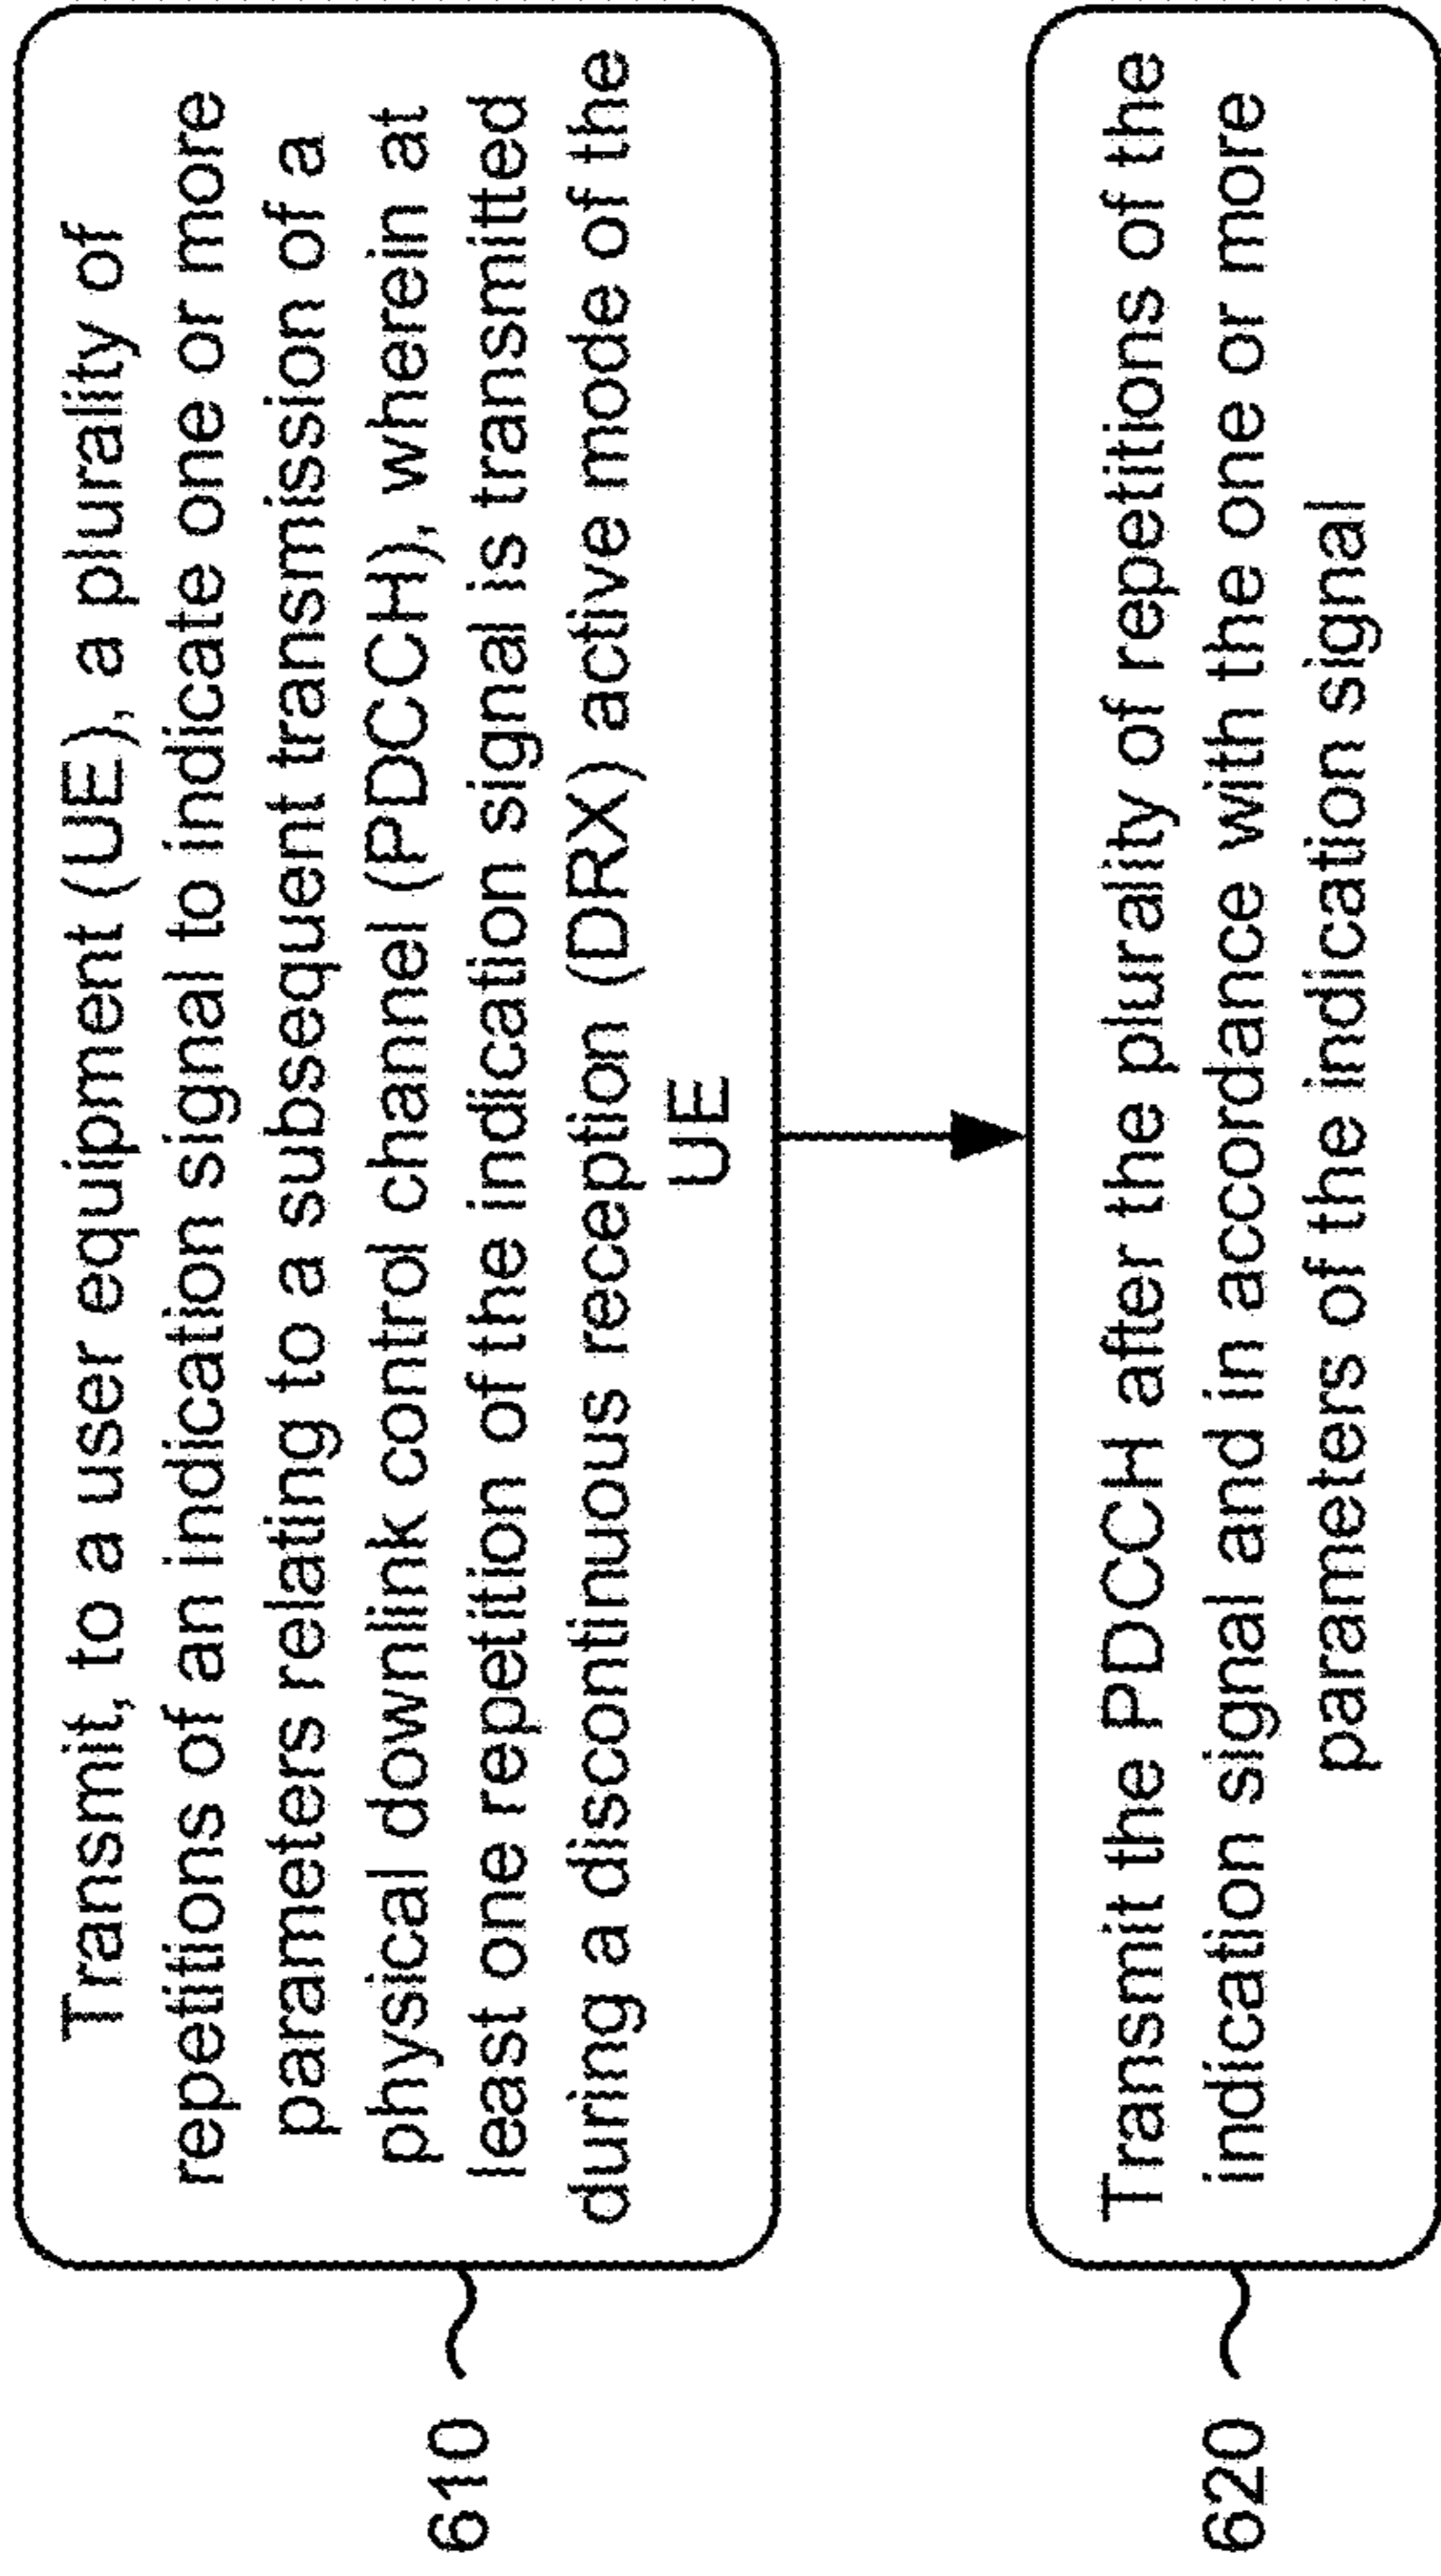 610
Transmit, to a user equipment (UE), a plurality of
repetitions of an indication signal to indicate one or more
parameters relating to a subsequent transmission of a
physical downlink control channel (PDCCH), wherein at
least one repetition of the indication signal is transmitted
during a discontinuous reception (DRX) active mode of the
UE
620
Transmit the PDCCH after the plurality of repetitions of the
indication signal and in accordance with the one or more
parameters of the indication signal